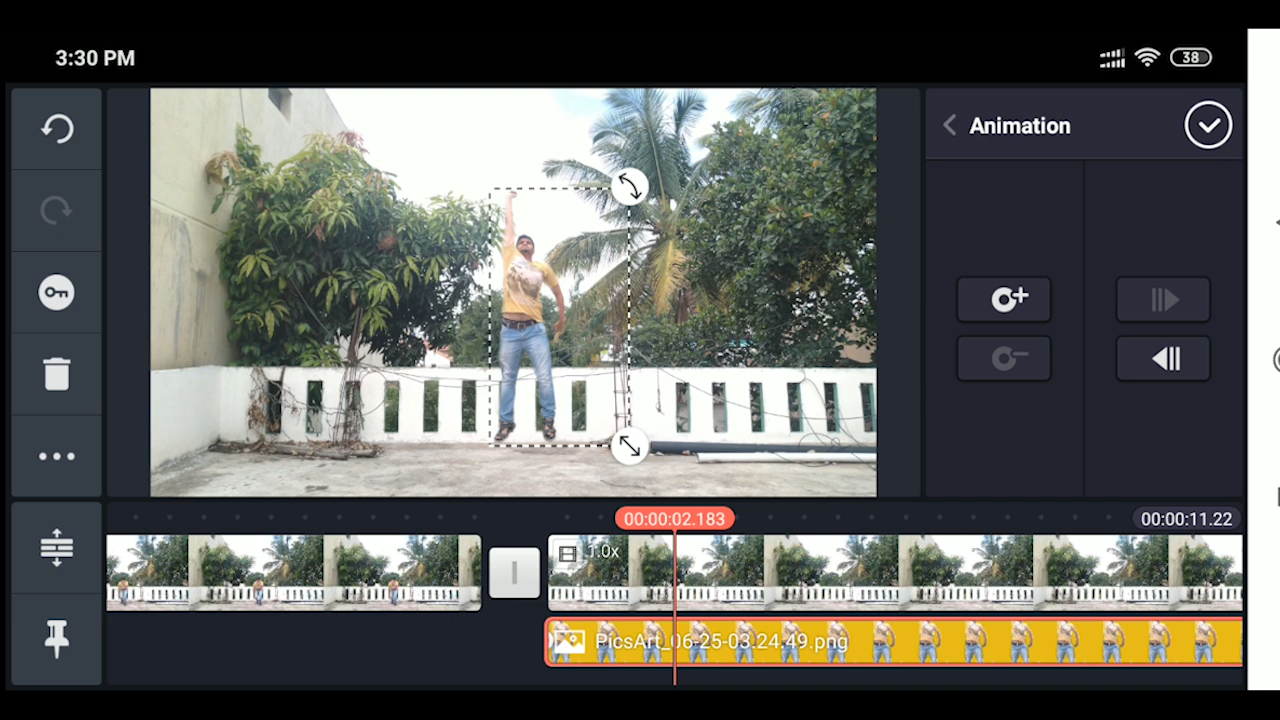 3:30 PM
38
Animation
00:00:02.183
00:00:11.22
1.0x
PicsArt_06-25-03.24.49.png